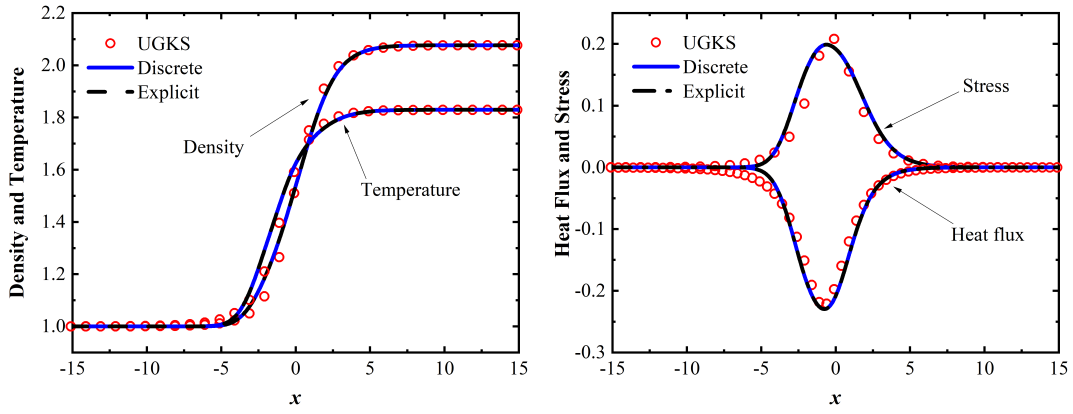 Density and Temperature
2.2
2.0
1.8
1.6
1.4
1.2
1.0
UGKS
Discrete
Explicit
Density
Temperature
-15 -10 -5 0 5 10 15
x
Heat Flux and Stress
0.2
0.1
0.0
-0.1
-0.2
-0.3
UGKS
Discrete
Explicit
Stress
Heat flux
-15 -10 -5 0 5 10 15
x